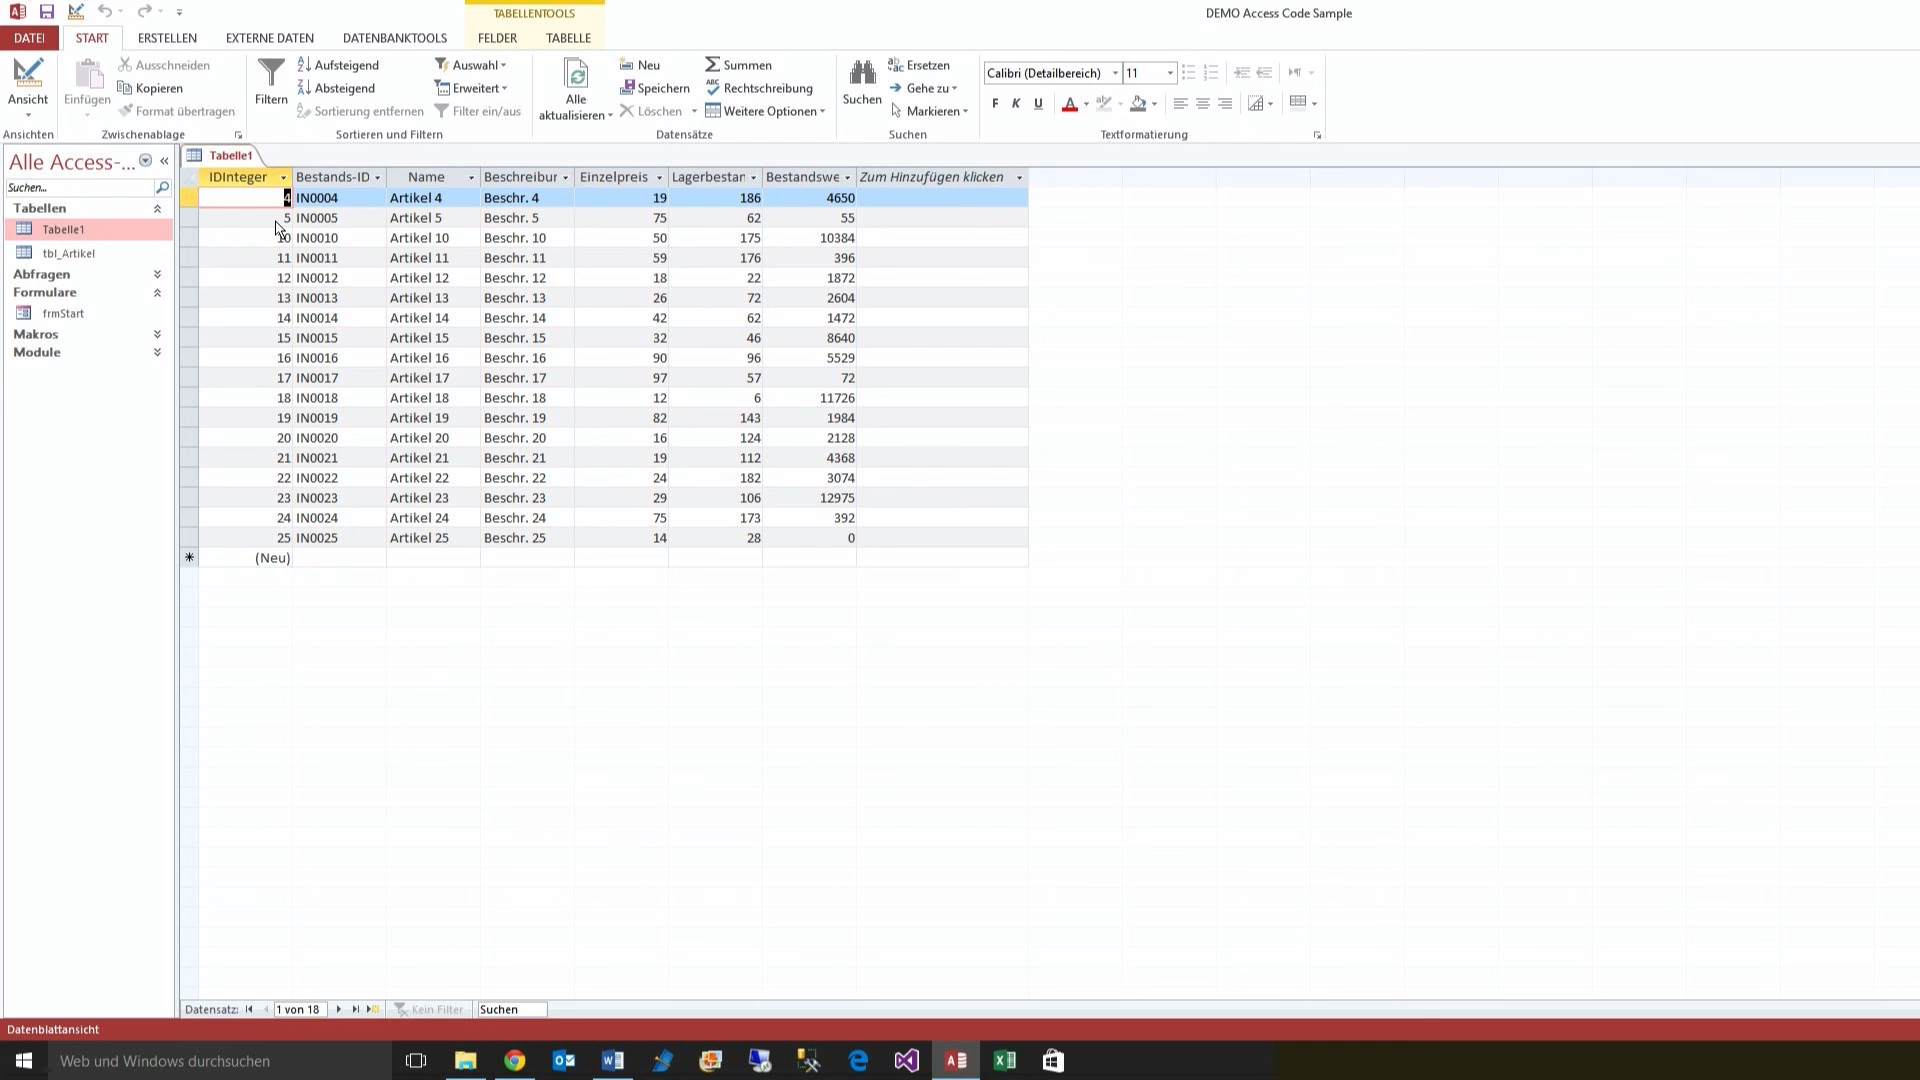 TABELLENTOOLS
DEMO Access Code Sample
DATEI START ERSTELLEN EXTERNE DATEN DATENBANKTOOLS FELDER TABELLE
Ausschneiden Aufsteigend Auswahl Neu Summen Ersetzen
Calibri (Detailbereich) 11
Kopieren Absteigend Erweitert Speichern Rechtschreibung Gehe zu
Ansicht Einfügen Filtern Alle Suchen F K U A
Format übertragen Sortierung entfernen Filter ein/aus aktualisieren Löschen Weitere Optionen Markieren
Ansichten Zwischenablage Sortieren und Filtern Datensätze Suchen Textformatierung
Alle Access-...
Suchen...
Tabellen
Tabelle1
tbl_Artikel
Abfragen
Formulare
frmStart
Makros
Module
Tabelle1
IDInteger Bestands-ID Name Beschreibur Einzelpreis Lagerbestan Bestandswe Zum Hinzufügen klicken
4 IN0004 Artikel 4 Beschr. 4 19 186 4650
5 IN0005 Artikel 5 Beschr. 5 75 62 55
10 IN0010 Artikel 10 Beschr. 10 50 175 10384
11 IN0011 Artikel 11 Beschr. 11 59 176 396
12 IN0012 Artikel 12 Beschr. 12 18 22 1872
13 IN0013 Artikel 13 Beschr. 13 26 72 2604
14 IN0014 Artikel 14 Beschr. 14 42 62 1472
15 IN0015 Artikel 15 Beschr. 15 32 46 8640
16 IN0016 Artikel 16 Beschr. 16 90 96 5529
17 IN0017 Artikel 17 Beschr. 17 97 57 72
18 IN0018 Artikel 18 Beschr. 18 12 6 11726
19 IN0019 Artikel 19 Beschr. 19 82 143 1984
20 IN0020 Artikel 20 Beschr. 20 16 124 2128
21 IN0021 Artikel 21 Beschr. 21 19 112 4368
22 IN0022 Artikel 22 Beschr. 22 24 182 3074
23 IN0023 Artikel 23 Beschr. 23 29 106 12975
24 IN0024 Artikel 24 Beschr. 24 75 173 392
25 IN0025 Artikel 25 Beschr. 25 14 28 0
(Neu)
Datensatz: 1 von 18 Kein Filter Suchen
Datenblattansicht
Web und Windows durchsuchen